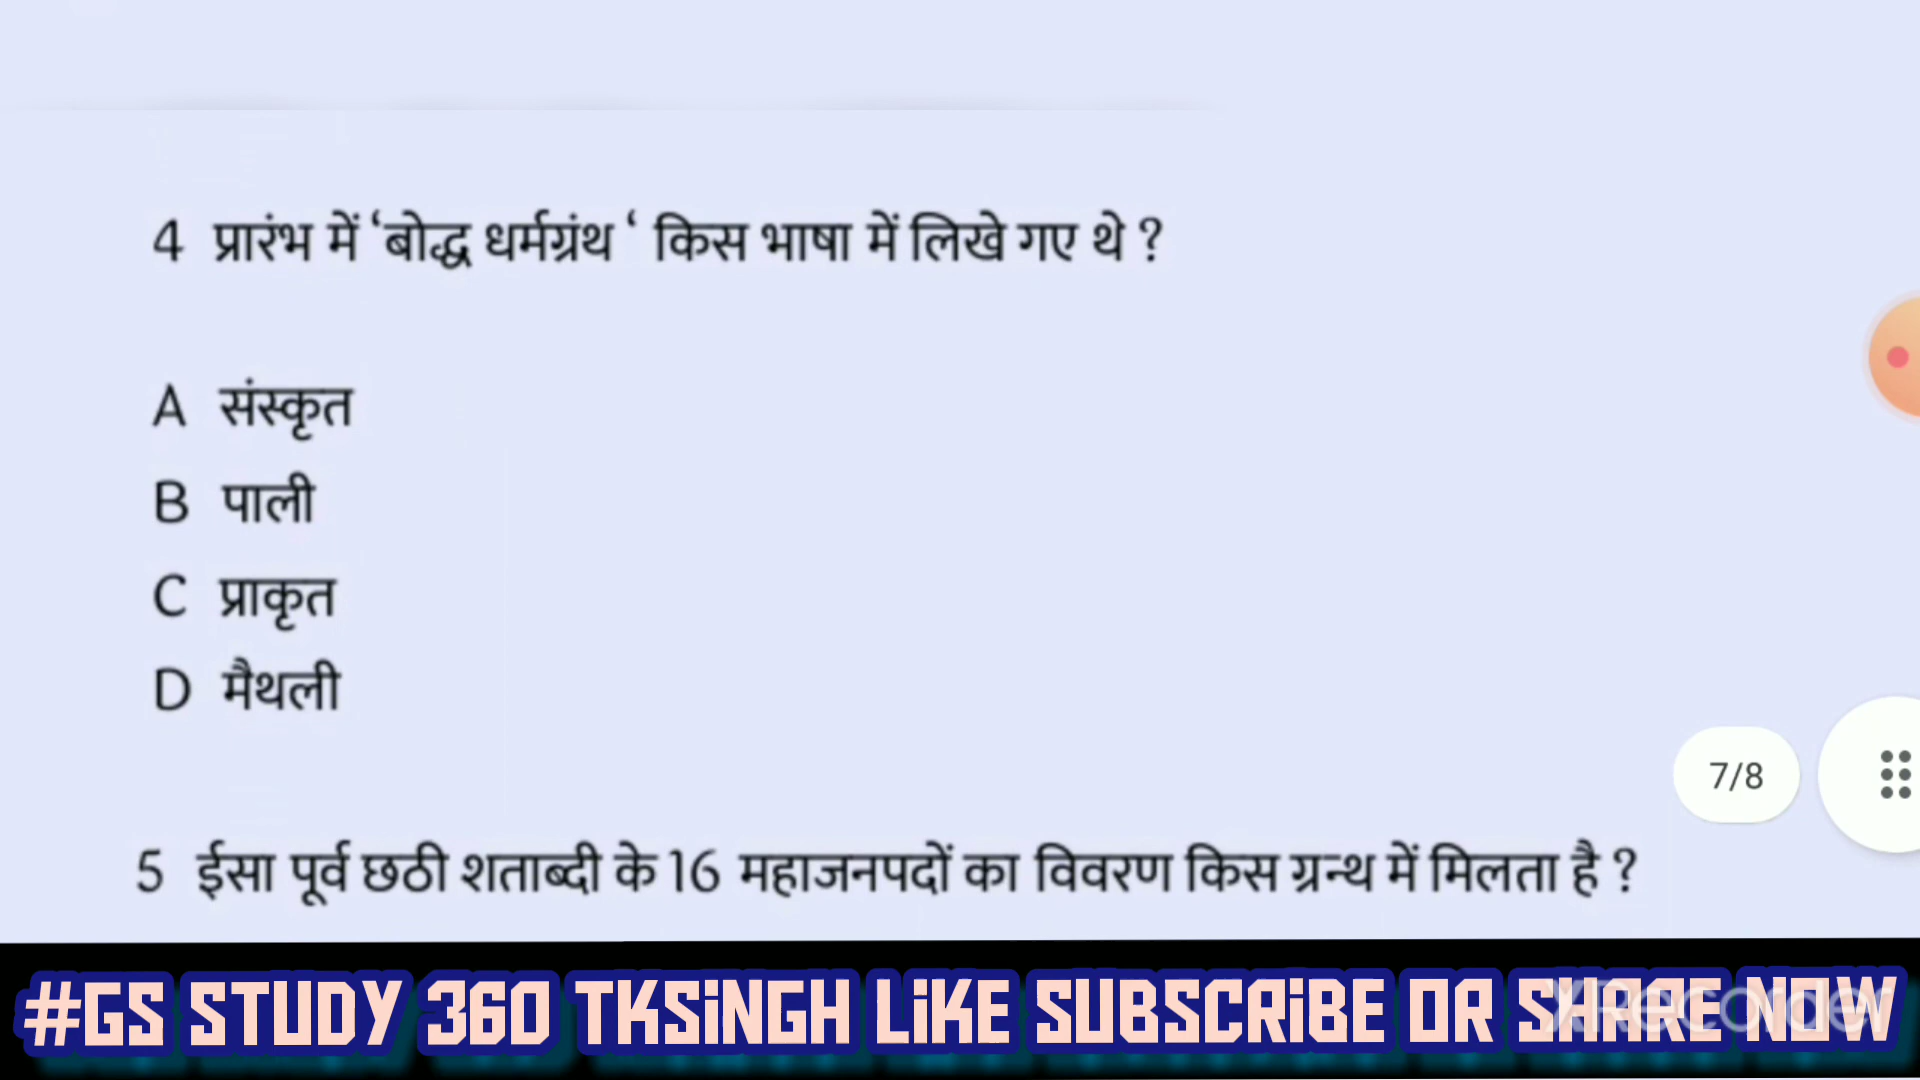 4 प्रारंभ में ‘बोद्ध धर्मग्रंथ ‘ किस भाषा में लिखे गए थे ?
A संस्कृत
B पाली
C प्राकृत
D मैथली
7/8
5 ईसा पूर्व छठी शताब्दी के 16 महाजनपदों का विवरण किस ग्रन्थ में मिलता है ?
#GS STUDY 360 TKSiNGH LiKE SUBSCRiBE OR SHARE NOW
XRecorder